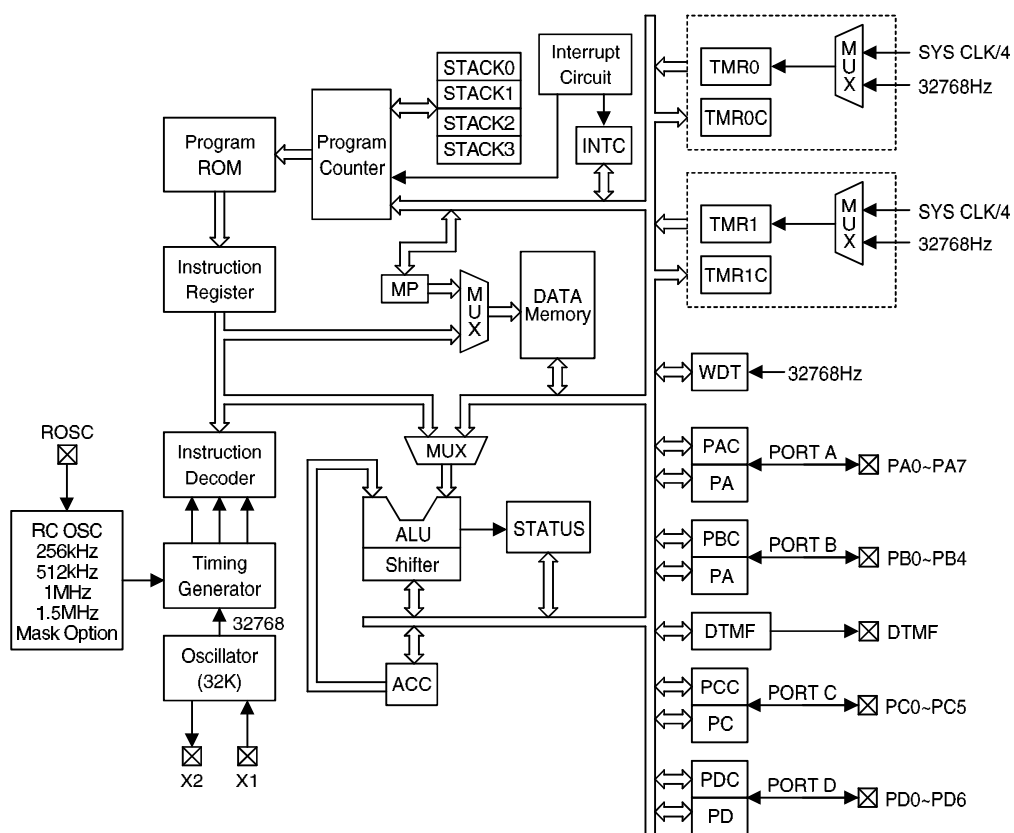 STACK0
STACK1
STACK2
STACK3
Interrupt
Circuit
INTC
Program
ROM
Program
Counter
TMR0
TMR0C
MUX
SYS CLK/4
32768Hz
TMR1
TMR1C
MUX
SYS CLK/4
32768Hz
Instruction
Register
MP
MUX
DATA
Memory
WDT
32768Hz
ROSC
Instruction
Decoder
MUX
PAC
PA
PORT A
PA0~PA7
RC OSC
256kHz
512kHz
1MHz
1.5MHz
Mask Option
Timing
Generator
ALU
Shifter
STATUS
PBC
PA
PORT B
PB0~PB4
32768
Oscillator
(32K)
ACC
DTMF
DTMF
PCC
PC
PORT C
PC0~PC5
X2
X1
PDC
PD
PORT D
PD0~PD6